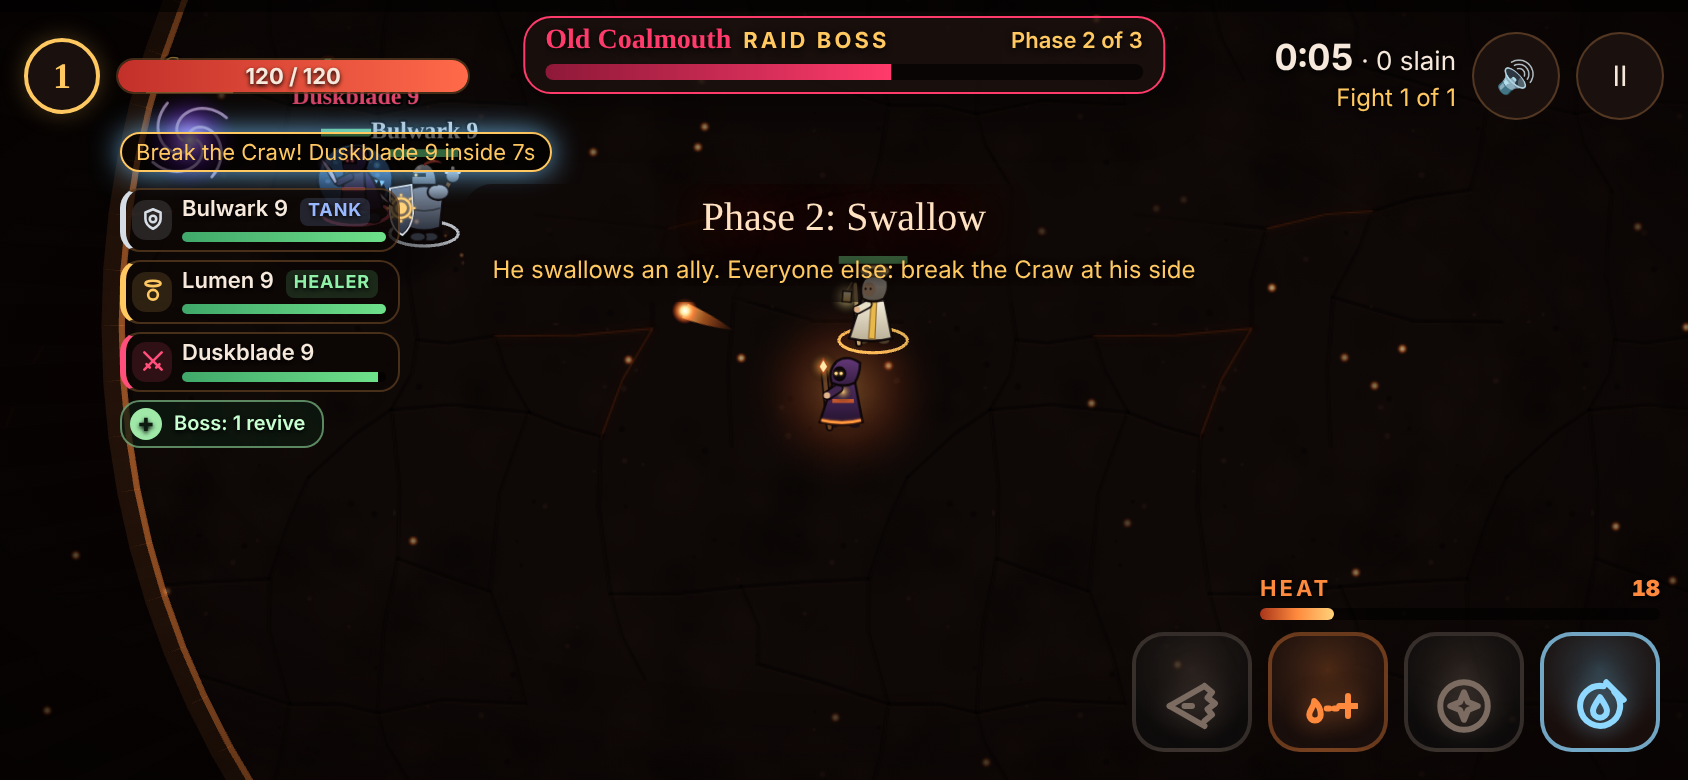 1
120 / 120
Old Coalmouth RAID BOSS
Phase 2 of 3
0:05 · 0 slain
Fight 1 of 1
Duskblade 9
Bulwark 9
Break the Craw! Duskblade 9 inside 7s
Bulwark 9 TANK
Lumen 9 HEALER
Duskblade 9
Boss: 1 revive
Phase 2: Swallow
He swallows an ally. Everyone else: break the Craw at his side
HEAT 18